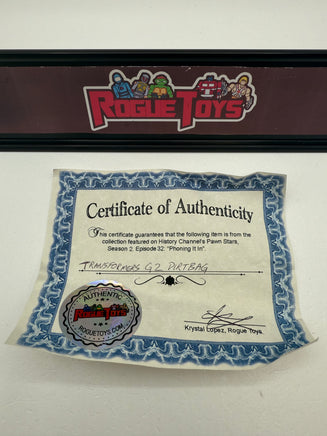 ROGUE TOYS
Certificate of Authenticity
This certificate guarantees that the following item is from the
collection featured on History Channel's Pawn Stars,
Season 2. Episode 32: "Phoning It In".
TRANSFORMERS G2 DIRTBAG
AUTHENTIC
ROGUE TOYS
ROGUETOYS.COM
Krystal Lopez, Rogue Toys